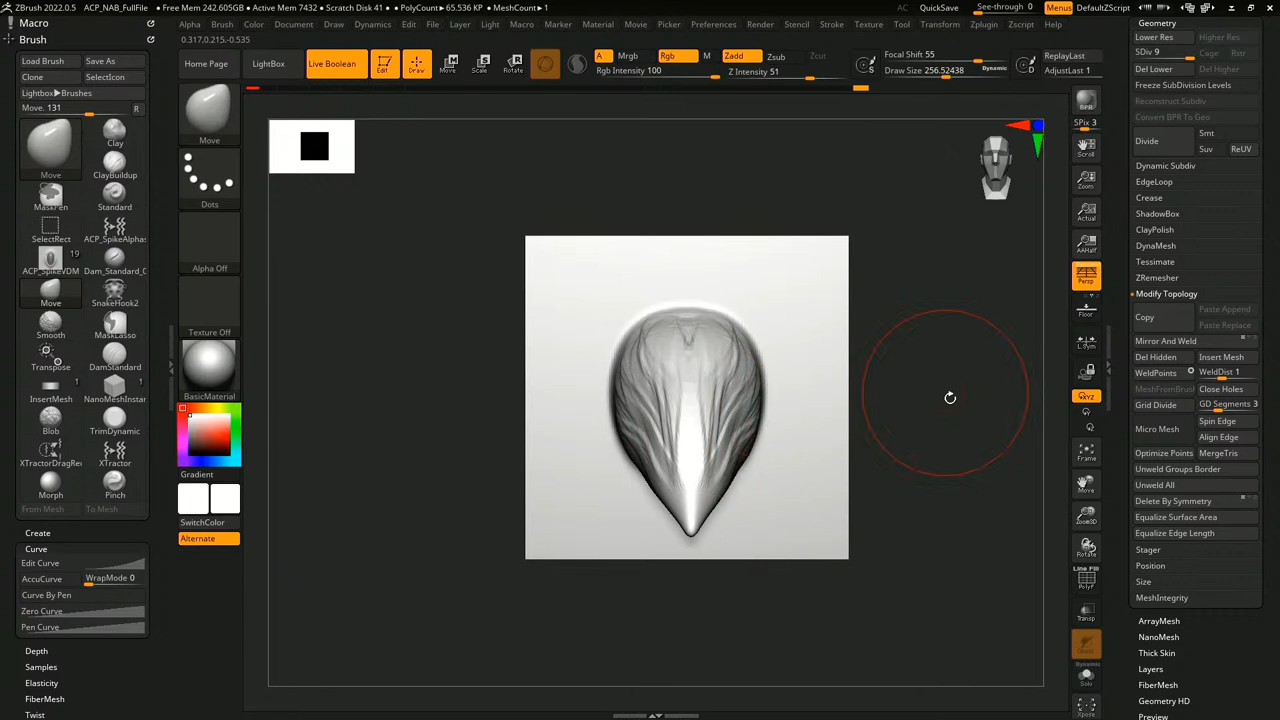 ZBrush 2022.0.5 ACP_NAB_FullFile • Free Mem 242.605GB • Active Mem 7432 • Scratch Disk 41 • PolyCount▸65.536 KP • MeshCount▸1
AC QuickSave See-through 0 Menus DefaultZScript
Macro
Alpha Brush Color Document Draw Dynamics Edit File Layer Light Macro Marker Material Movie Picker Preferences Render Stencil Stroke Texture Tool Transform Zplugin Zscript Help
Brush
0.317,0.215,-0.535
Load Brush Save As
Clone SelectIcon
Lightbox▸Brushes
Move. 131 R
Home Page LightBox Live Boolean Edit Draw Move Scale Rotate
A Mrgb Rgb M Zadd Zsub Zcut
Rgb Intensity 100 Z Intensity 51
S Focal Shift 55
Draw Size 256.52438 Dynamic
D ReplayLast
AdjustLast 1
Move
Clay
ClayBuildup
MaskPen Standard
SelectRect ACP_SpikeAlphas
19
ACP_SpikeVDM Dam_Standard_0
Move SnakeHook2
Smooth MaskLasso
Transpose DamStandard
1 1
InsertMesh NanoMeshInstan
Blob TrimDynamic
XTractorDragRe XTractor
Morph Pinch
From Mesh To Mesh
Create
Curve
Edit Curve
AccuCurve WrapMode 0
Curve By Pen
Zero Curve
Pen Curve
Depth
Samples
Elasticity
FiberMesh
Twist
Move
Dots
Alpha Off
Texture Off
BasicMaterial
Gradient
SwitchColor
Alternate
BPR
SPix 3
Scroll
Zoom
Actual
AAHalf
Persp
Floor
L.Sym
XYZ
Frame
Move
Zoom3D
Rotate
Line Fill
PolyF
Transp
Dynamic
Solo
Xpose
Geometry
Lower Res Higher Res
SDiv 9 Cage Rstr
Del Lower Del Higher
Freeze SubDivision Levels
Reconstruct Subdiv
Convert BPR To Geo
Divide Smt
Suv ReUV
Dynamic Subdiv
EdgeLoop
Crease
ShadowBox
ClayPolish
DynaMesh
Tessimate
ZRemesher
Modify Topology
Copy Paste Append
Paste Replace
Mirror And Weld
Del Hidden Insert Mesh
WeldPoints WeldDist 1
MeshFromBrush Close Holes
Grid Divide GD Segments 3
Micro Mesh Spin Edge
Align Edge
Optimize Points MergeTris
Unweld Groups Border
Unweld All
Delete By Symmetry
Equalize Surface Area
Equalize Edge Length
Stager
Position
Size
MeshIntegrity
ArrayMesh
NanoMesh
Thick Skin
Layers
FiberMesh
Geometry HD
Preview